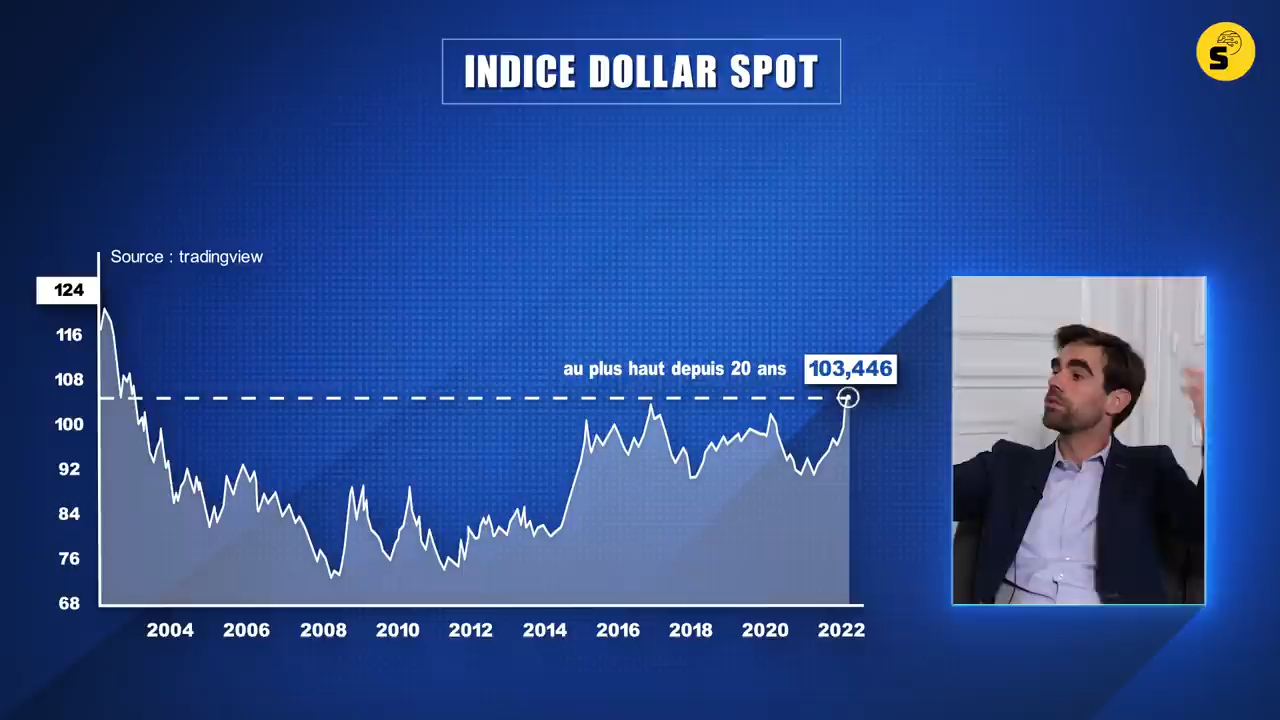 INDICE DOLLAR SPOT
S
Source : tradingview
124
116
108
100
92
84
76
68
au plus haut depuis 20 ans
103,446
2004 2006 2008 2010 2012 2014 2016 2018 2020 2022